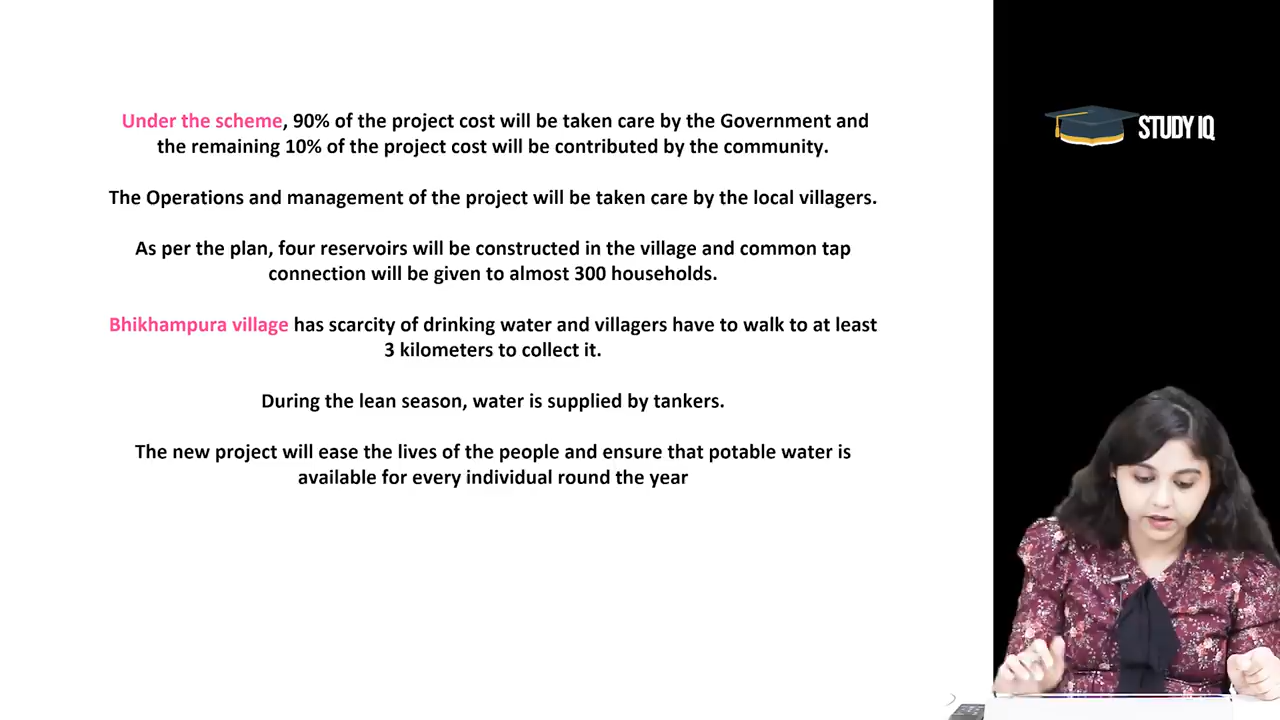 Under the scheme, 90% of the project cost will be taken care by the Government and
the remaining 10% of the project cost will be contributed by the community.
The Operations and management of the project will be taken care by the local villagers.
As per the plan, four reservoirs will be constructed in the village and common tap
connection will be given to almost 300 households.
Bhikhampura village has scarcity of drinking water and villagers have to walk to at least
3 kilometers to collect it.
During the lean season, water is supplied by tankers.
The new project will ease the lives of the people and ensure that potable water is
available for every individual round the year
STUDY IQ